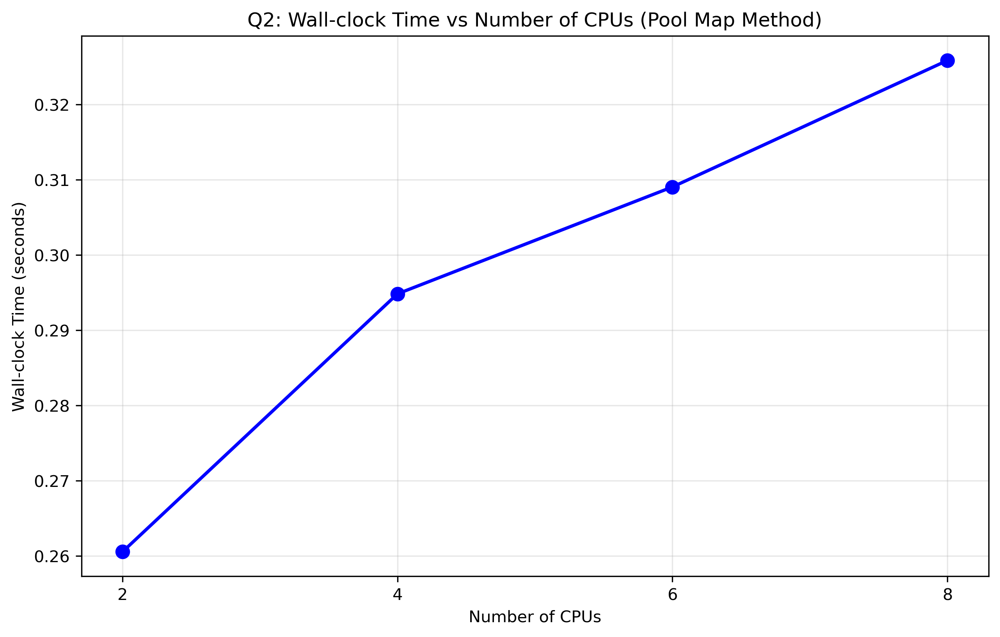 Q2: Wall-clock Time vs Number of CPUs (Pool Map Method)
Wall-clock Time (seconds)
0.32
0.31
0.30
0.29
0.28
0.27
0.26
2 4 6 8
Number of CPUs